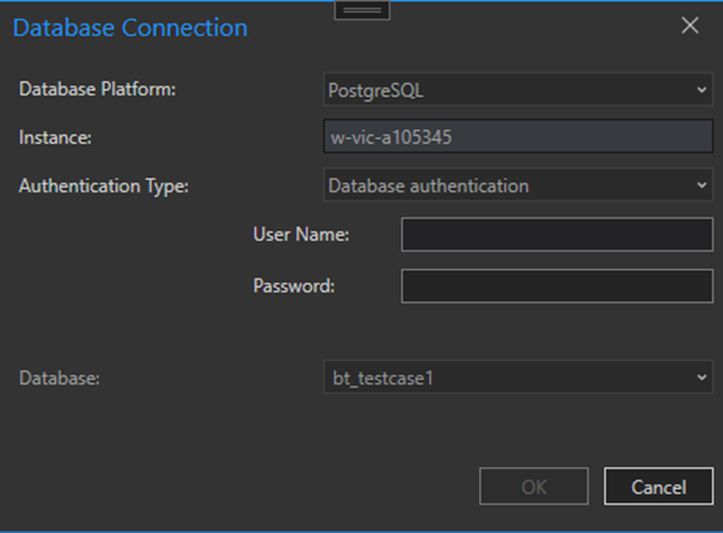 Database Connection
Database Platform: PostgreSQL
Instance: w-vic-a105345
Authentication Type: Database authentication
User Name:
Password:
Database: bt_testcase1
OK Cancel